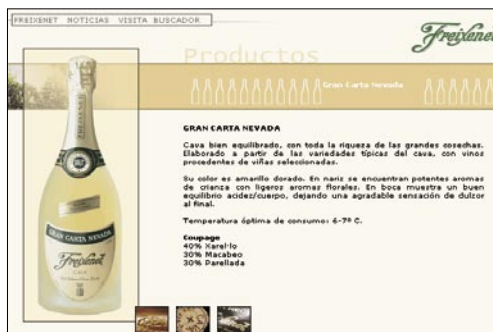 FREIXENET NOTICIAS VISITA BUSCADOR
Freixenet
Productos
Gran Carta Nevada
GRAN CARTA NEVADA
Cava bien equilibrado, con toda la riqueza de las grandes cosechas.
Elaborado a partir de las variedades típicas del cava, con vinos
procedentes de viñas seleccionadas.
Su color es amarillo dorado. En nariz se encuentran potentes aromas
de crianza con ligeros aromas florales. En boca muestra un buen
equilibrio acidez/cuerpo, dejando una agradable sensación de dulzor
al final.
Temperatura óptima de consumo: 6-7º C.
Coupage
40% Xarel·lo
30% Macabeo
30% Parellada
FREIXENET
GRAN CARTA NEVADA
Freixenet
CAVA